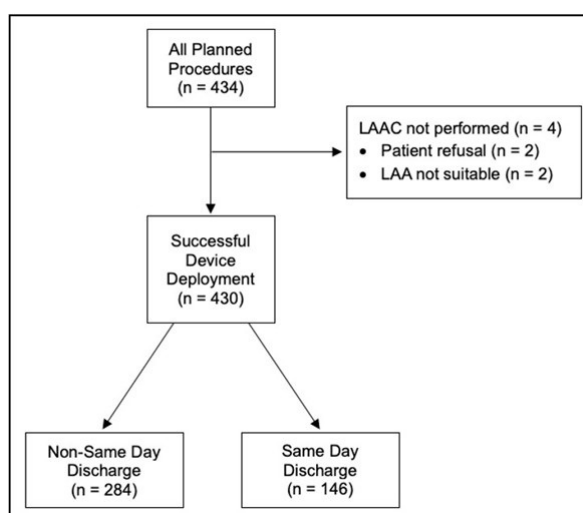 All Planned
Procedures
(n = 434)
LAAC not performed (n = 4)
• Patient refusal (n = 2)
• LAA not suitable (n = 2)
Successful
Device
Deployment
(n = 430)
Non-Same Day
Discharge
(n = 284)
Same Day
Discharge
(n = 146)